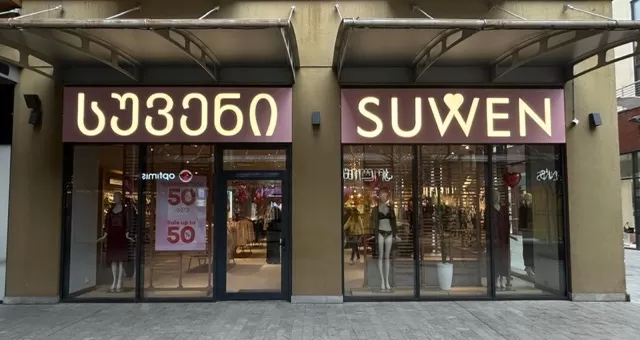 სუვენი
SUWEN
optimis
50
Sale up to
50